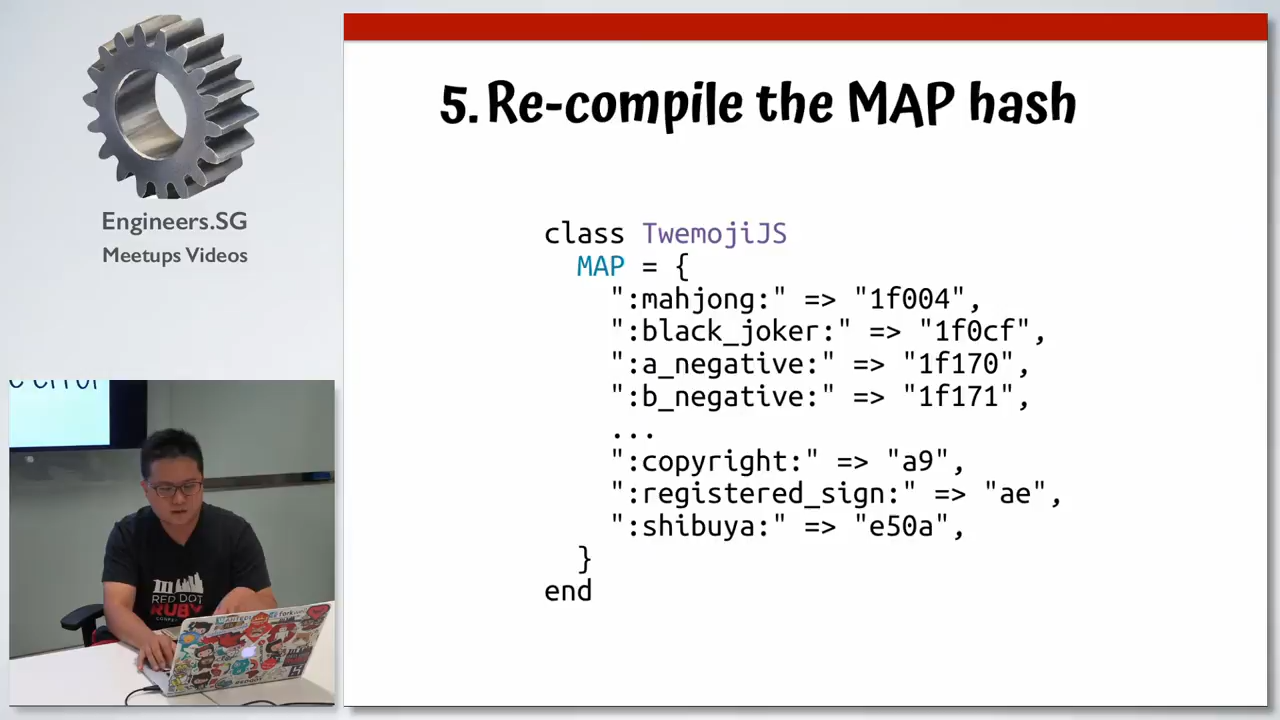 Engineers.SG
Meetups Videos
5. Re-compile the MAP hash
class TwemojiJS
MAP = {
":mahjong:" => "1f004",
":black_joker:" => "1f0cf",
":a_negative:" => "1f170",
":b_negative:" => "1f171",
...
":copyright:" => "a9",
":registered_sign:" => "ae",
":shibuya:" => "e50a",
}
end
error
RED DOT
RUBY